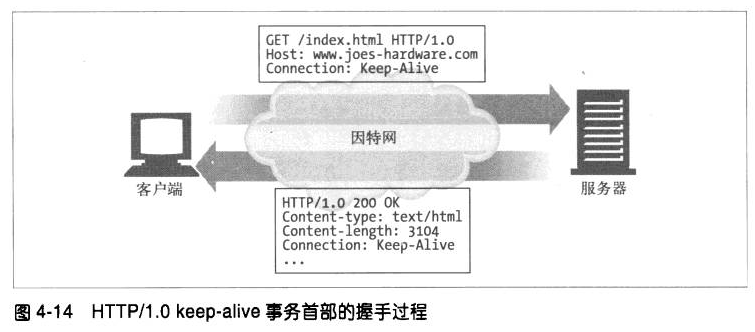 GET /index.html HTTP/1.0
Host: www.joes-hardware.com
Connection: Keep-Alive
因特网
客户端
服务器
HTTP/1.0 200 OK
Content-type: text/html
Content-length: 3104
Connection: Keep-Alive
...
图 4-14 HTTP/1.0 keep-alive 事务首部的握手过程